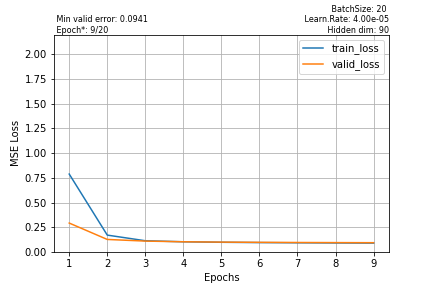 BatchSize: 20
Min valid error: 0.0941
Learn.Rate: 4.00e-05
Epoch*: 9/20
Hidden dim: 90
train_loss
valid_loss
2.00
1.75
1.50
1.25
1.00
0.75
0.50
0.25
0.00
MSE Loss
1 2 3 4 5 6 7 8 9
Epochs